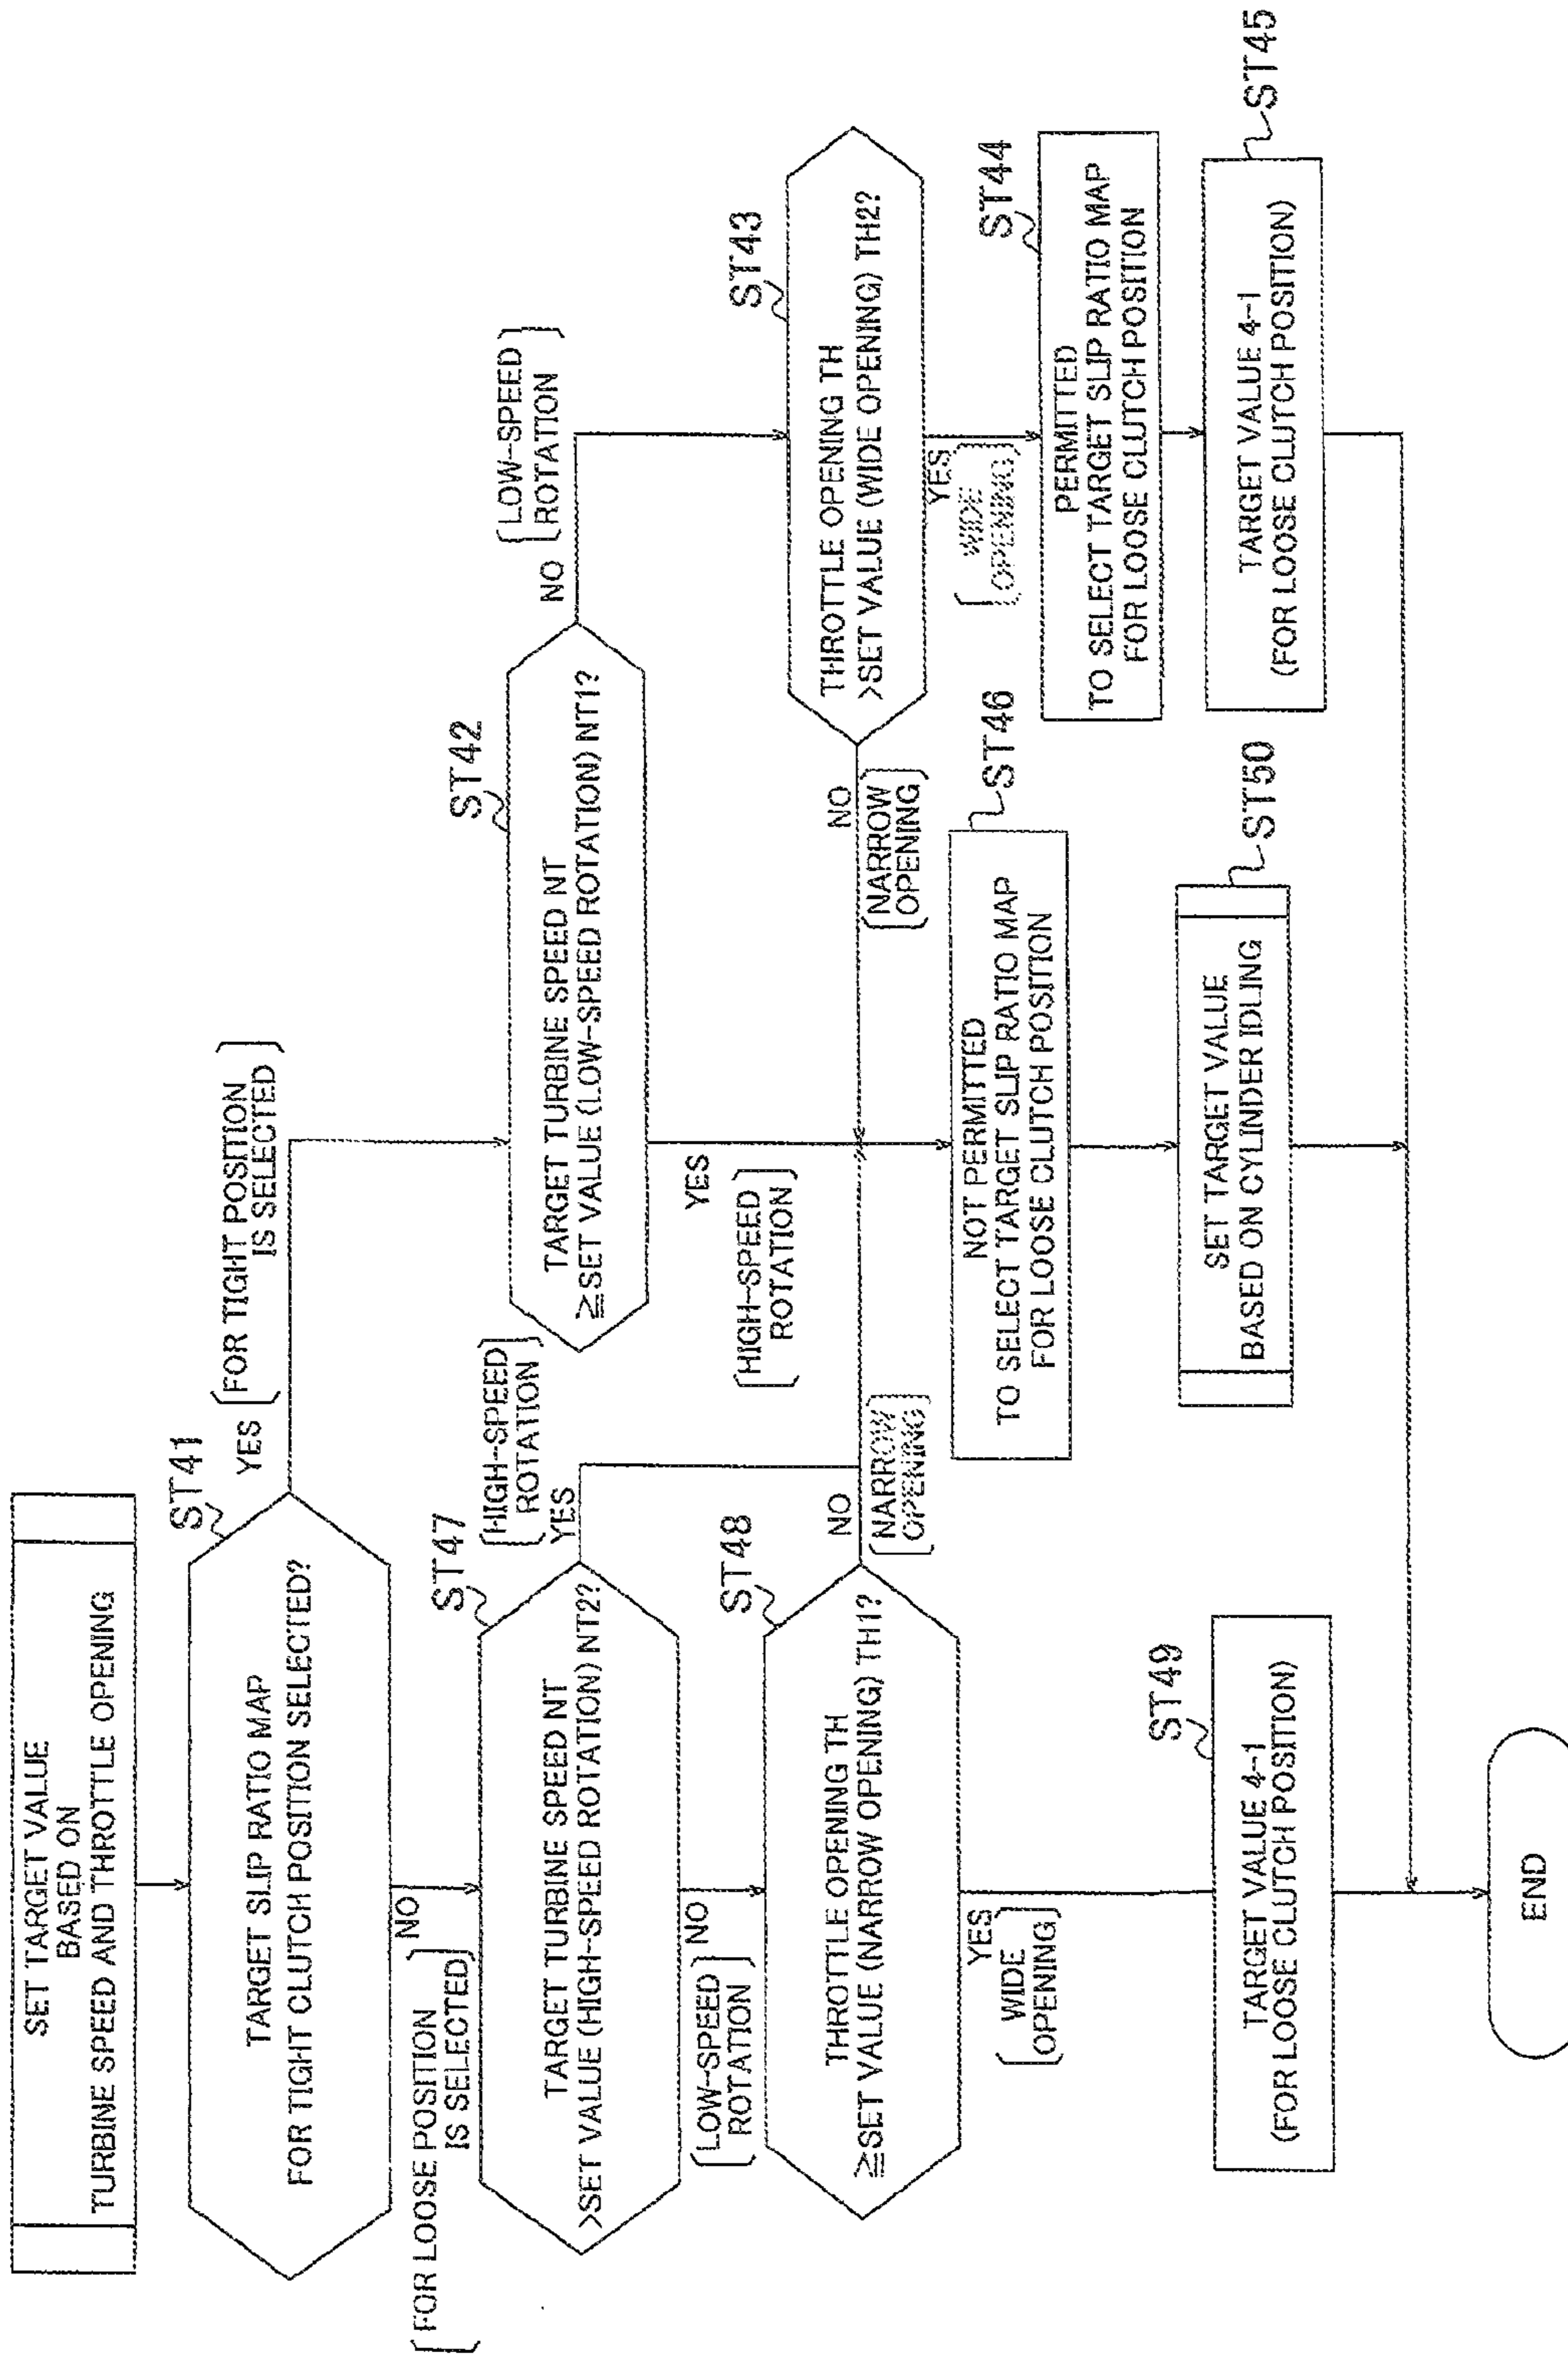 SET TARGET VALUE
BASED ON
TURBINE SPEED AND THROTTLE OPENING
ST41
TARGET SLIP RATIO MAP
FOR TIGHT CLUTCH POSITION SELECTED?
YES
FOR TIGHT POSITION
IS SELECTED
NO
FOR LOOSE POSITION
IS SELECTED
ST42
TARGET TURBINE SPEED NT
≧SET VALUE (LOW-SPEED ROTATION) NT1?
NO
LOW-SPEED
ROTATION
YES
HIGH-SPEED
ROTATION
ST43
THROTTLE OPENING TH
>SET VALUE (WIDE OPENING) TH2?
NO
NARROW
OPENING
YES
WIDE
OPENING
ST44
PERMITTED
TO SELECT TARGET SLIP RATIO MAP
FOR LOOSE CLUTCH POSITION
ST45
TARGET VALUE 4-1
(FOR LOOSE CLUTCH POSITION)
ST46
NOT PERMITTED
TO SELECT TARGET SLIP RATIO MAP
FOR LOOSE CLUTCH POSITION
ST50
SET TARGET VALUE
BASED ON CYLINDER IDLING
ST47
TARGET TURBINE SPEED NT
>SET VALUE (HIGH-SPEED ROTATION) NT2?
YES
HIGH-SPEED
ROTATION
NO
LOW-SPEED
ROTATION
ST48
THROTTLE OPENING TH
≧SET VALUE (NARROW OPENING) TH1?
NO
NARROW
OPENING
YES
WIDE
OPENING
ST49
TARGET VALUE 4-1
(FOR LOOSE CLUTCH POSITION)
END